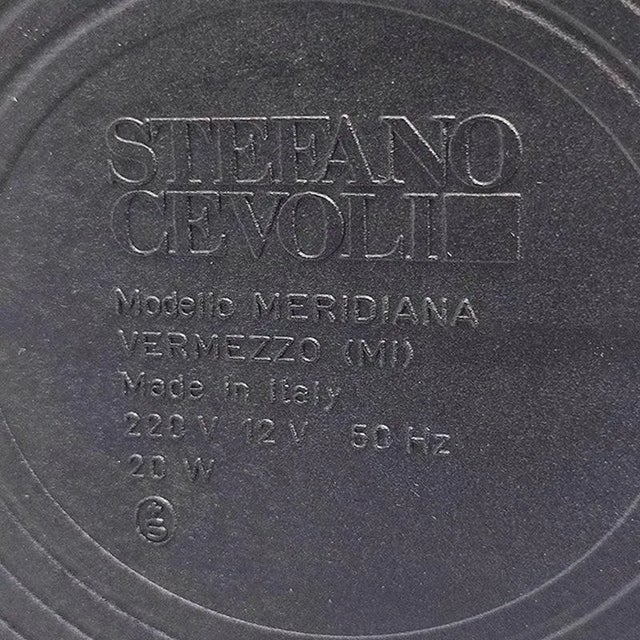 STEFANO
CEVOLI
Modello MERIDIANA
VERMEZZO (MI)
Made in Italy
220 V 12 V 50 Hz
20 W